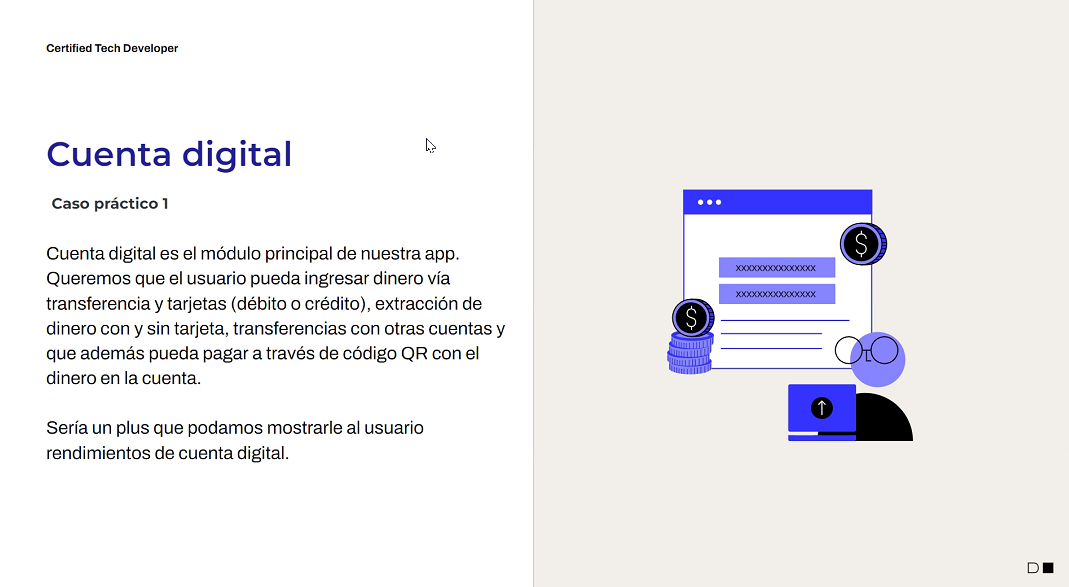 Certified Tech Developer
Cuenta digital
Caso práctico 1
Cuenta digital es el módulo principal de nuestra app.
Queremos que el usuario pueda ingresar dinero vía
transferencia y tarjetas (débito o crédito), extracción de
dinero con y sin tarjeta, transferencias con otras cuentas y
que además pueda pagar a través de código QR con el
dinero en la cuenta.
Sería un plus que podamos mostrarle al usuario
rendimientos de cuenta digital.
$
xxxxxxxxxxxxxxx
xxxxxxxxxxxxxxx
$
D